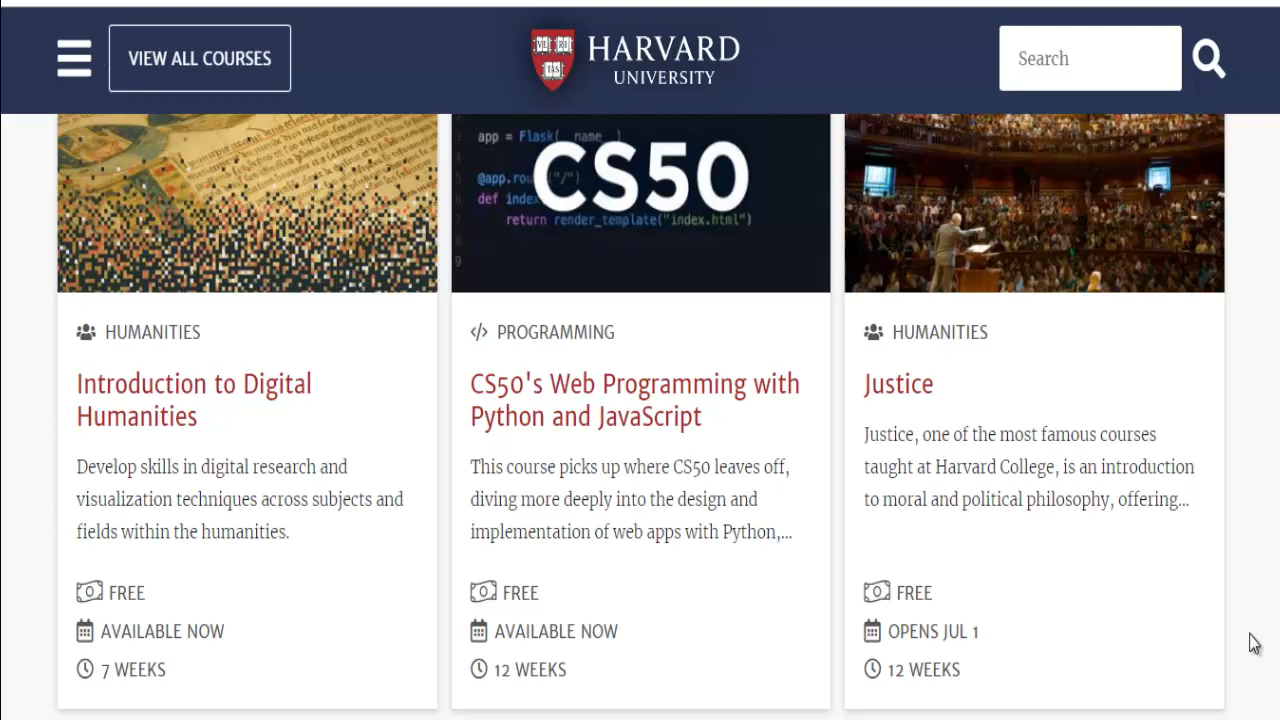 VIEW ALL COURSES
HARVARD
UNIVERSITY
Search
app = Flask(__name__)
CS50
return render_template("index.html")
9
HUMANITIES
Introduction to Digital
Humanities
Develop skills in digital research and
visualization techniques across subjects and
fields within the humanities.
FREE
AVAILABLE NOW
7 WEEKS
PROGRAMMING
CS50's Web Programming with
Python and JavaScript
This course picks up where CS50 leaves off,
diving more deeply into the design and
implementation of web apps with Python,...
FREE
AVAILABLE NOW
12 WEEKS
HUMANITIES
Justice
Justice, one of the most famous courses
taught at Harvard College, is an introduction
to moral and political philosophy, offering...
FREE
OPENS JUL 1
12 WEEKS